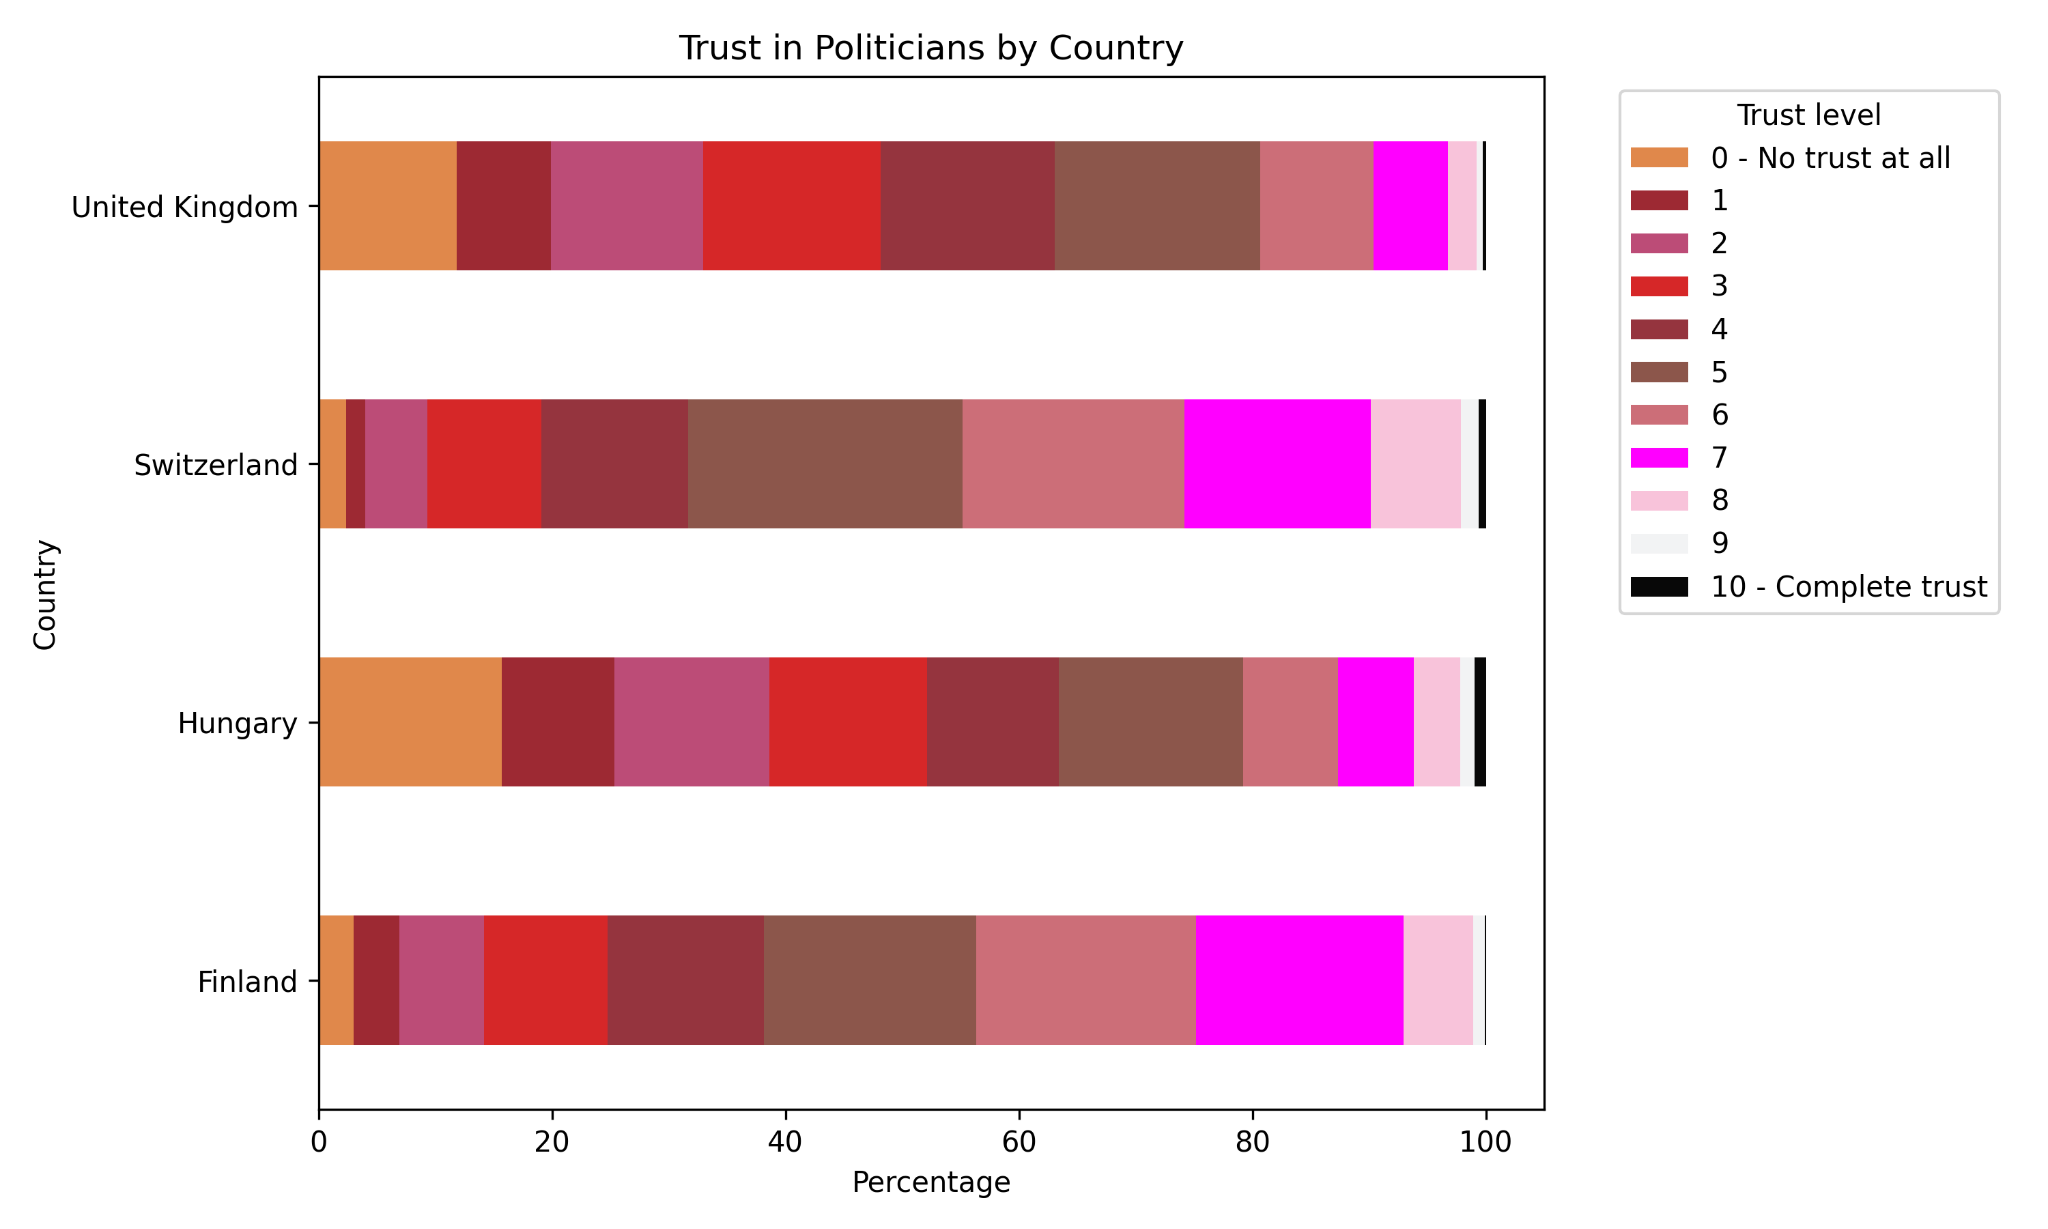 Trust in Politicians by Country
Trust level
0 - No trust at all
1
2
3
4
5
6
7
8
9
10 - Complete trust
Country
United Kingdom
Switzerland
Hungary
Finland
0 20 40 60 80 100
Percentage